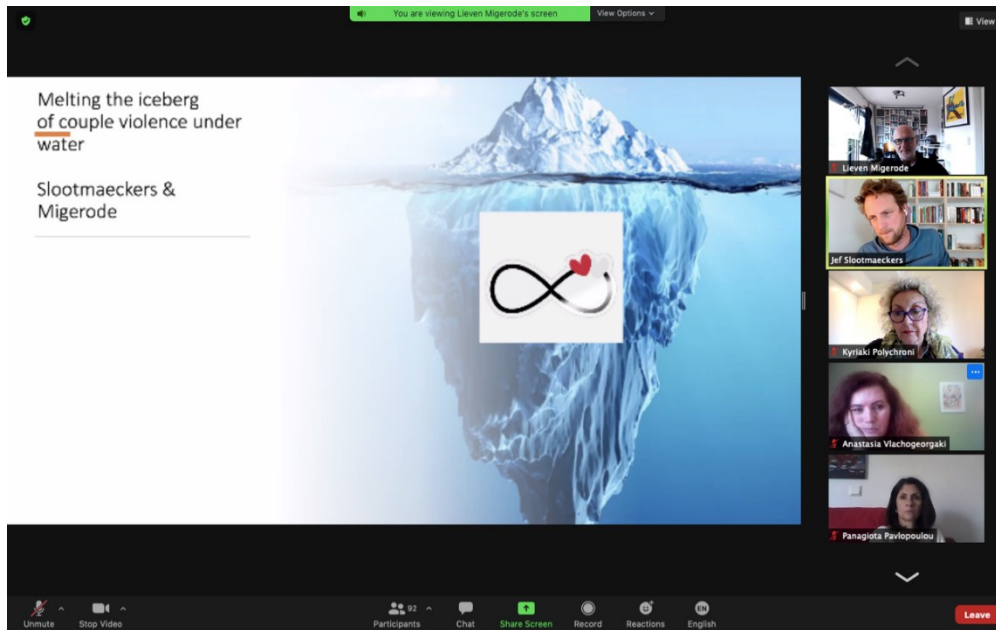 You are viewing Lieven Migerode's screen
View Options
View
Melting the iceberg
of couple violence under
water
Slootmaeckers &
Migerode
Lieven Migerode
Jef Slootmaeckers
Kyriaki Polychroni
Anastasia Vlachogeorgaki
Panagiota Pavlopoulou
Unmute
Stop Video
92
Participants
Chat
Share Screen
Record
Reactions
EN
English
Leave